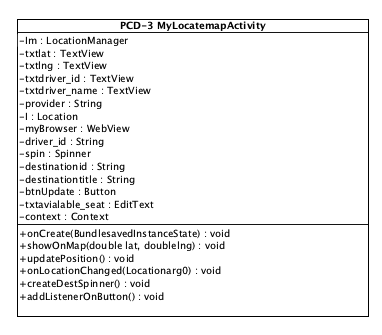 PCD-3 MyLocatemapActivity
-lm : LocationManager
-txtlat : TextView
-txtlng : TextView
-txtdriver_id : TextView
-txtdriver_name : TextView
-provider : String
-l : Location
-myBrowser : WebView
-driver_id : String
-spin : Spinner
-destinationid : String
-destinationtitle : String
-btnUpdate : Button
-txtavialable_seat : EditText
-context : Context
+onCreate(BundlesavedInstanceState) : void
+showOnMap(double lat, doublelng) : void
+updatePosition() : void
+onLocationChanged(Locationarg0) : void
+createDestSpinner() : void
+addListenerOnButton() : void